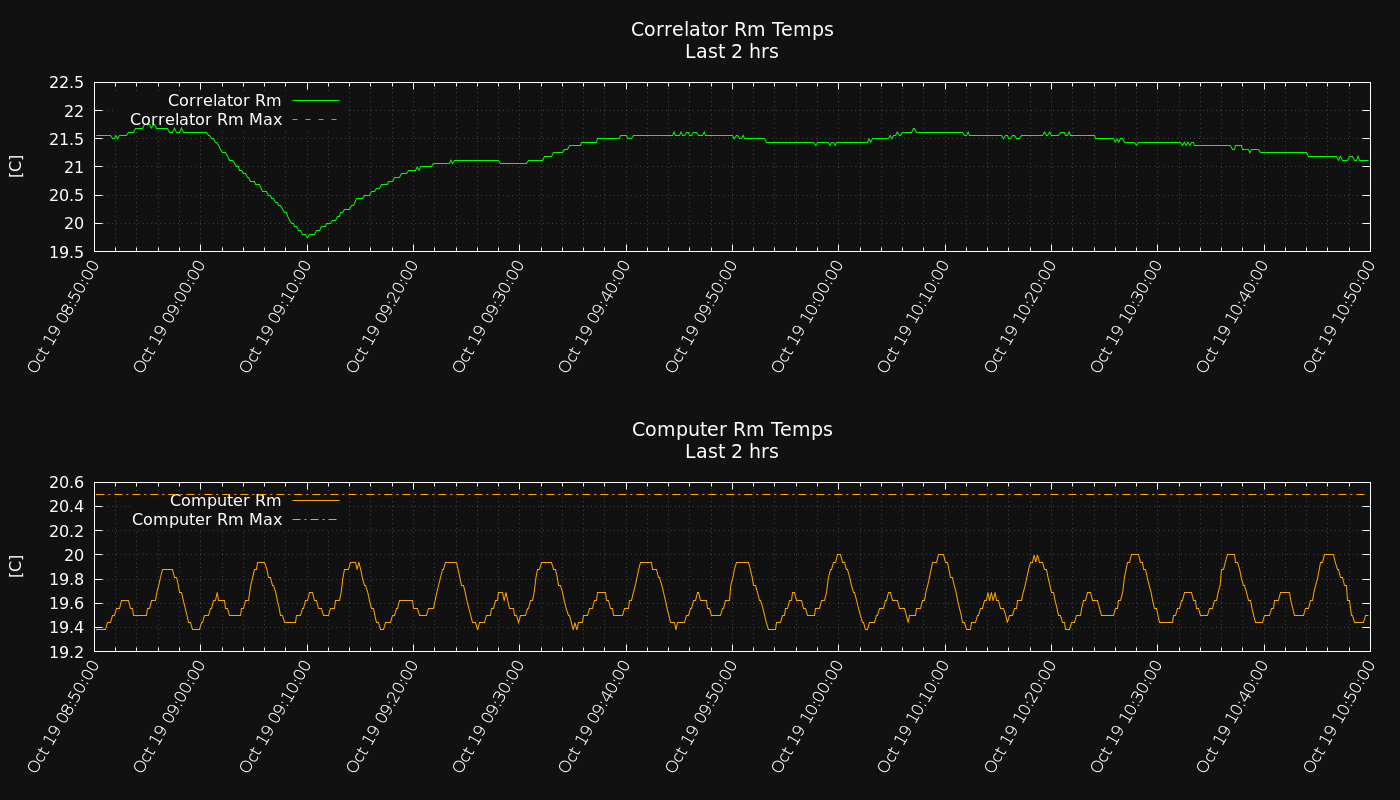 Correlator Rm Temps
Last 2 hrs
22.5
22
21.5
21
20.5
20
19.5
[C]
Correlator Rm
Correlator Rm Max
Oct 19 08:50:00
Oct 19 09:00:00
Oct 19 09:10:00
Oct 19 09:20:00
Oct 19 09:30:00
Oct 19 09:40:00
Oct 19 09:50:00
Oct 19 10:00:00
Oct 19 10:10:00
Oct 19 10:20:00
Oct 19 10:30:00
Oct 19 10:40:00
Oct 19 10:50:00
Computer Rm Temps
Last 2 hrs
20.6
20.4
20.2
20
19.8
19.6
19.4
19.2
[C]
Computer Rm
Computer Rm Max
Oct 19 08:50:00
Oct 19 09:00:00
Oct 19 09:10:00
Oct 19 09:20:00
Oct 19 09:30:00
Oct 19 09:40:00
Oct 19 09:50:00
Oct 19 10:00:00
Oct 19 10:10:00
Oct 19 10:20:00
Oct 19 10:30:00
Oct 19 10:40:00
Oct 19 10:50:00